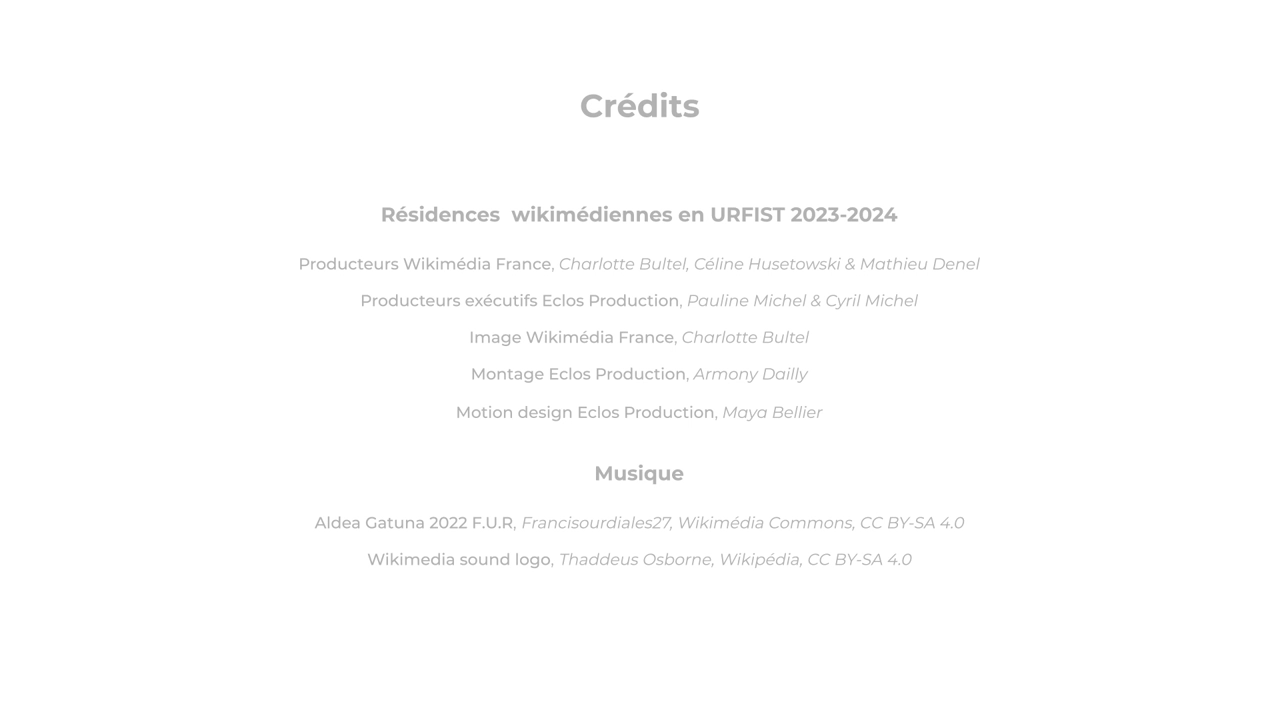 Crédits
Résidences  wikimédiennes en URFIST 2023-2024
Producteurs Wikimédia France, Charlotte Bultel, Céline Husetowski & Mathieu Denel
Producteurs exécutifs Eclos Production, Pauline Michel & Cyril Michel
Image Wikimédia France, Charlotte Bultel
Montage Eclos Production, Armony Dailly
Motion design Eclos Production, Maya Bellier
Musique
Aldea Gatuna 2022 F.U.R, Francisourdiales27, Wikimédia Commons, CC BY-SA 4.0
Wikimedia sound logo, Thaddeus Osborne, Wikipédia, CC BY-SA 4.0